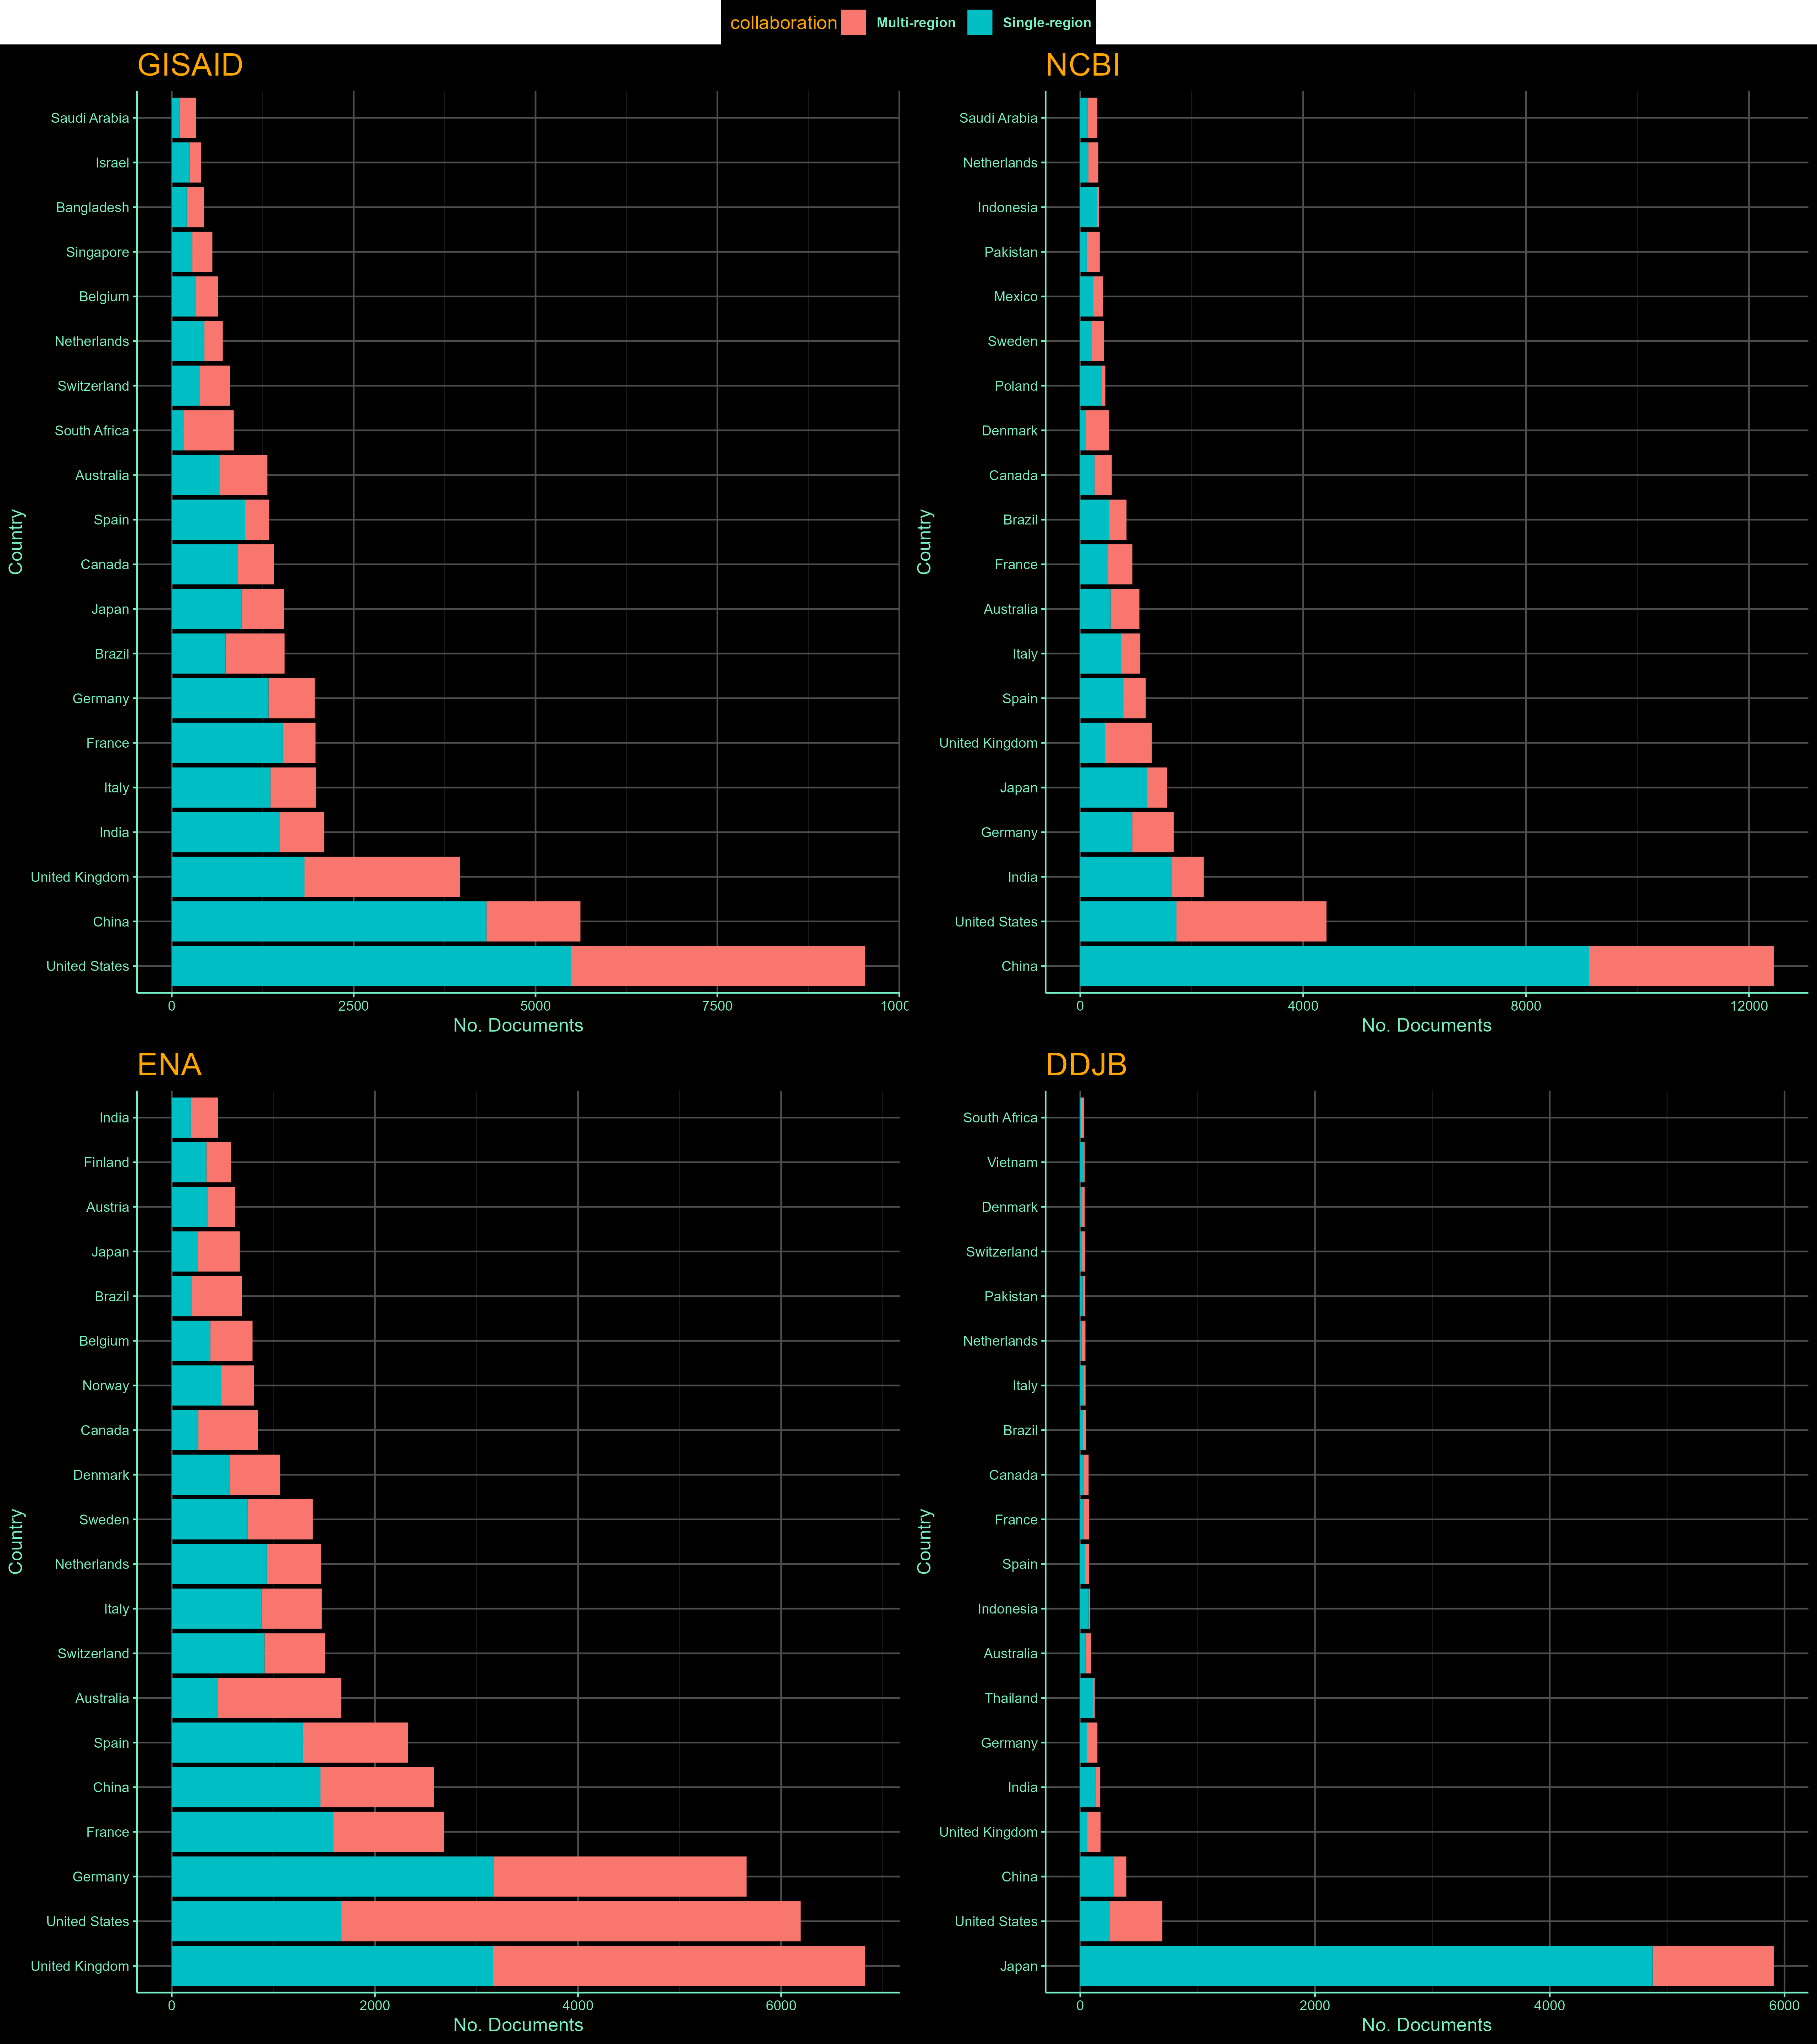 collaboration Multi-region Single-region
GISAID
Country
Saudi Arabia
Israel
Bangladesh
Singapore
Belgium
Netherlands
Switzerland
South Africa
Australia
Spain
Canada
Japan
Brazil
Germany
France
Italy
India
United Kingdom
China
United States
0 2500 5000 7500 1000
No. Documents
NCBI
Country
Saudi Arabia
Netherlands
Indonesia
Pakistan
Mexico
Sweden
Poland
Denmark
Canada
Brazil
France
Australia
Italy
Spain
United Kingdom
Japan
Germany
India
United States
China
0 4000 8000 12000
No. Documents
ENA
Country
India
Finland
Austria
Japan
Brazil
Belgium
Norway
Canada
Denmark
Sweden
Netherlands
Italy
Switzerland
Australia
Spain
China
France
Germany
United States
United Kingdom
0 2000 4000 6000
No. Documents
DDJB
Country
South Africa
Vietnam
Denmark
Switzerland
Pakistan
Netherlands
Italy
Brazil
Canada
France
Spain
Indonesia
Australia
Thailand
Germany
India
United Kingdom
China
United States
Japan
0 2000 4000 6000
No. Documents